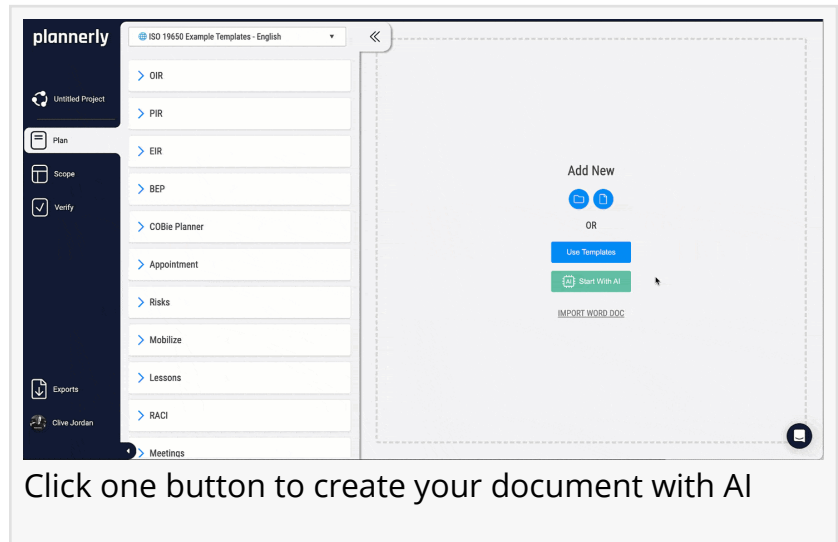 plannerly
ISO 19650 Example Templates - English
Untitled Project
Plan
Scope
Verify
Exports
Clive Jordan
OIR
PIR
EIR
BEP
COBie Planner
Appointment
Risks
Mobilize
Lessons
RACI
Meetings
Add New
OR
Use Templates
AI Start With AI
IMPORT WORD DOC
Click one button to create your document with AI